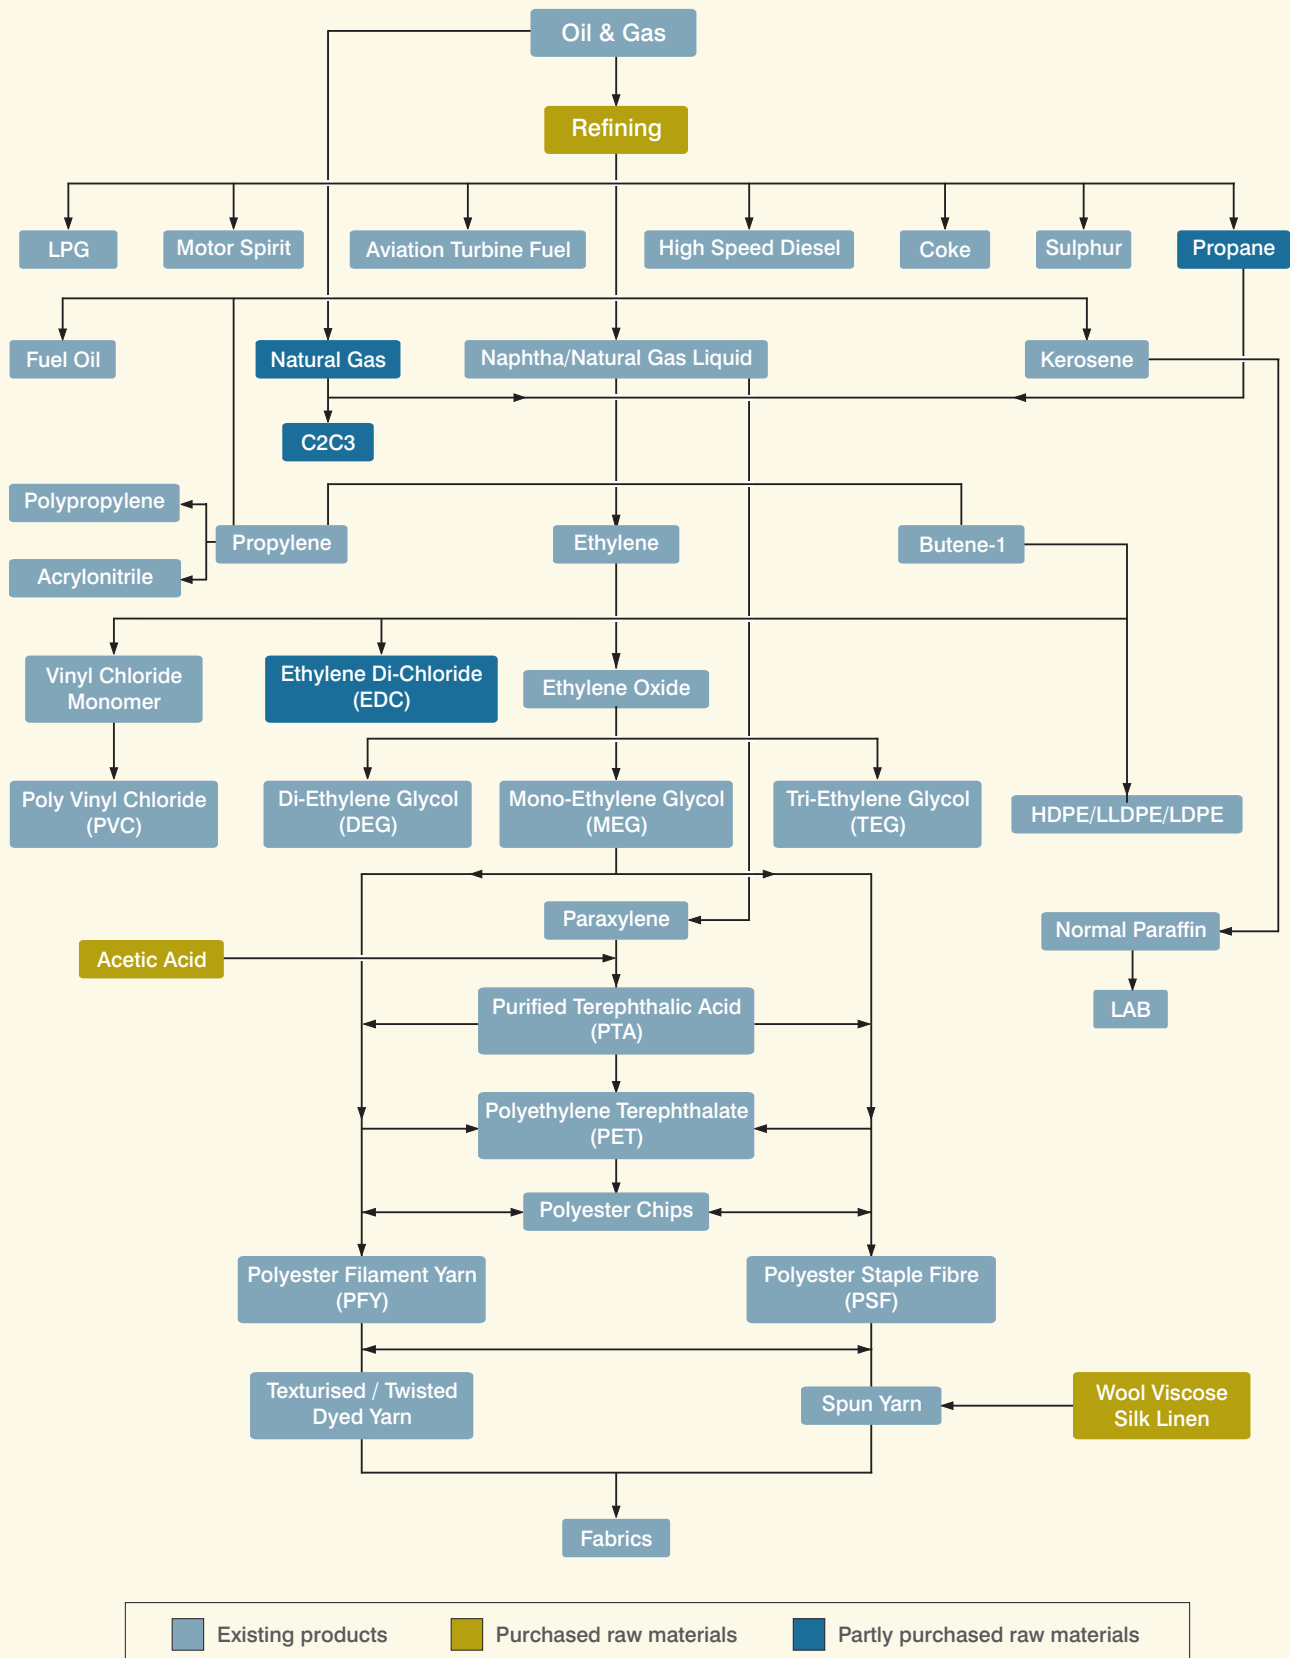 Oil & Gas
Refining
LPG
Motor Spirit
Aviation Turbine Fuel
High Speed Diesel
Coke
Sulphur
Propane
Fuel Oil
Natural Gas
Naphtha/Natural Gas Liquid
Kerosene
C2C3
Polypropylene
Propylene
Ethylene
Butene-1
Acrylonitrile
Vinyl Chloride
Monomer
Ethylene Di-Chloride
(EDC)
Ethylene Oxide
Poly Vinyl Chloride
(PVC)
Di-Ethylene Glycol
(DEG)
Mono-Ethylene Glycol
(MEG)
Tri-Ethylene Glycol
(TEG)
HDPE/LLDPE/LDPE
Paraxylene
Normal Paraffin
Acetic Acid
Purified Terephthalic Acid
(PTA)
LAB
Polyethylene Terephthalate
(PET)
Polyester Chips
Polyester Filament Yarn
(PFY)
Polyester Staple Fibre
(PSF)
Texturised / Twisted
Dyed Yarn
Spun Yarn
Wool Viscose
Silk Linen
Fabrics
Existing products
Purchased raw materials
Partly purchased raw materials